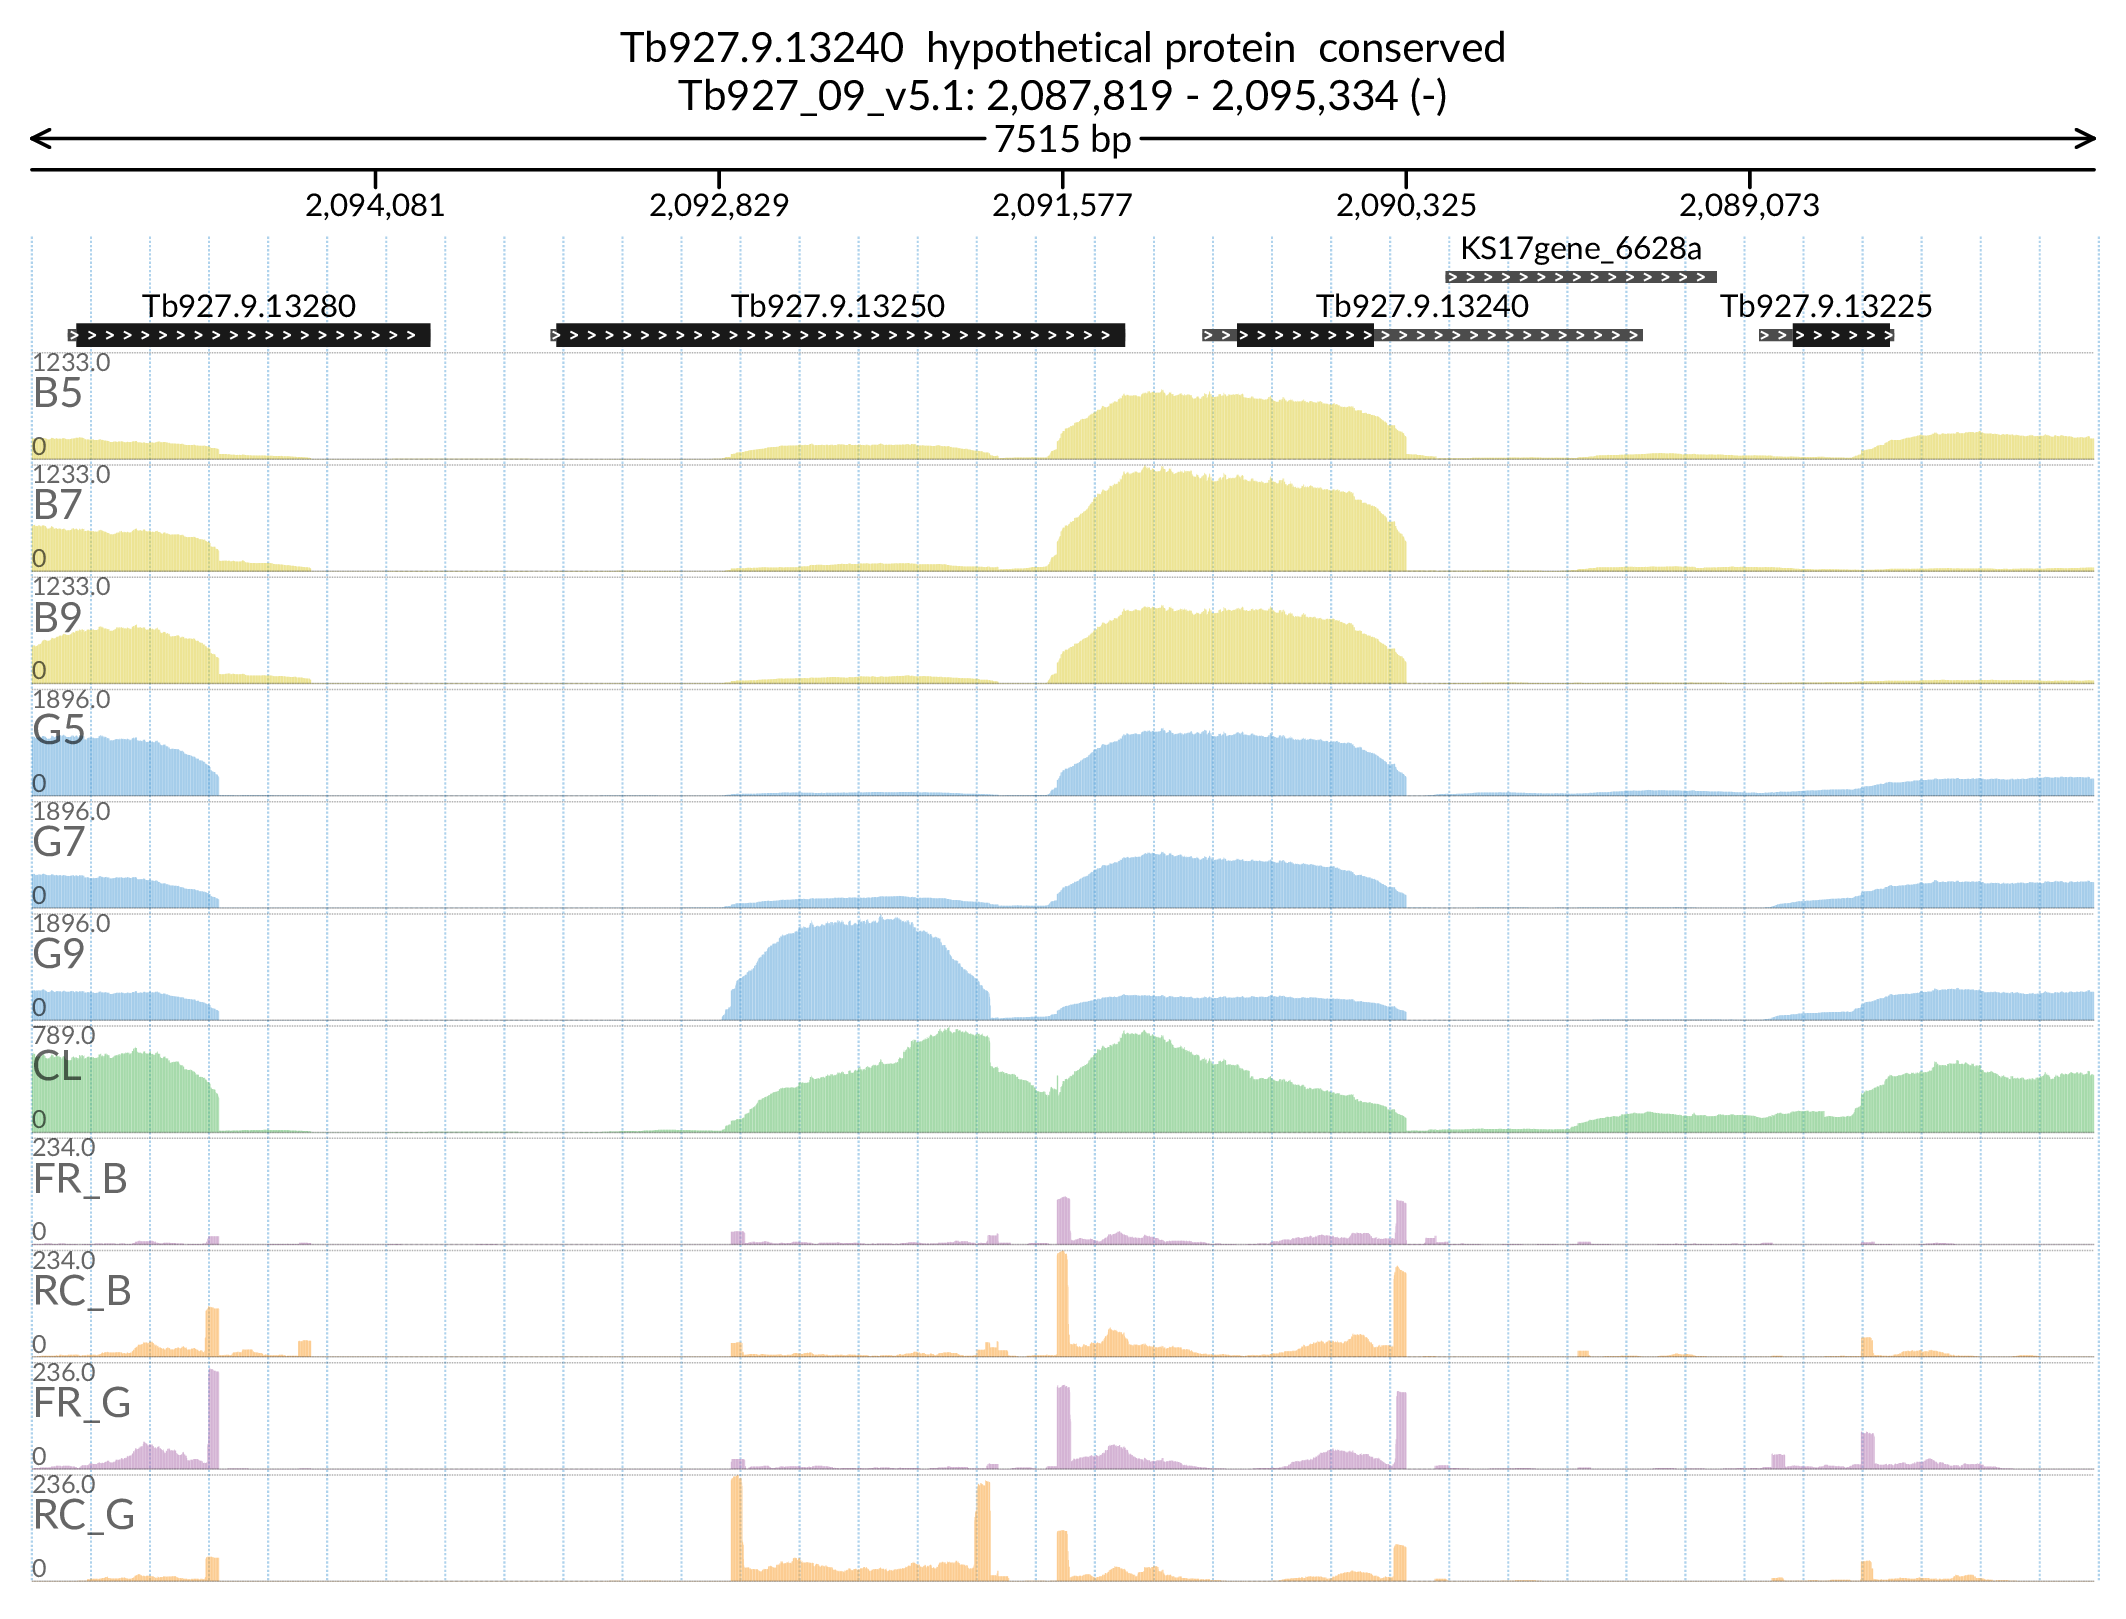 Tb927.9.13240  hypothetical protein  conserved
Tb927_09_v5.1: 2,087,819 - 2,095,334 (-)
7515 bp
2,094,081 2,092,829 2,091,577 2,090,325 2,089,073
KS17gene_6628a
Tb927.9.13280 Tb927.9.13250 Tb927.9.13240 Tb927.9.13225
1233.0
B5
0
1233.0
B7
0
1233.0
B9
0
1896.0
G5
0
1896.0
G7
0
1896.0
G9
0
789.0
CL
0
234.0
FR_B
0
234.0
RC_B
0
236.0
FR_G
0
236.0
RC_G
0